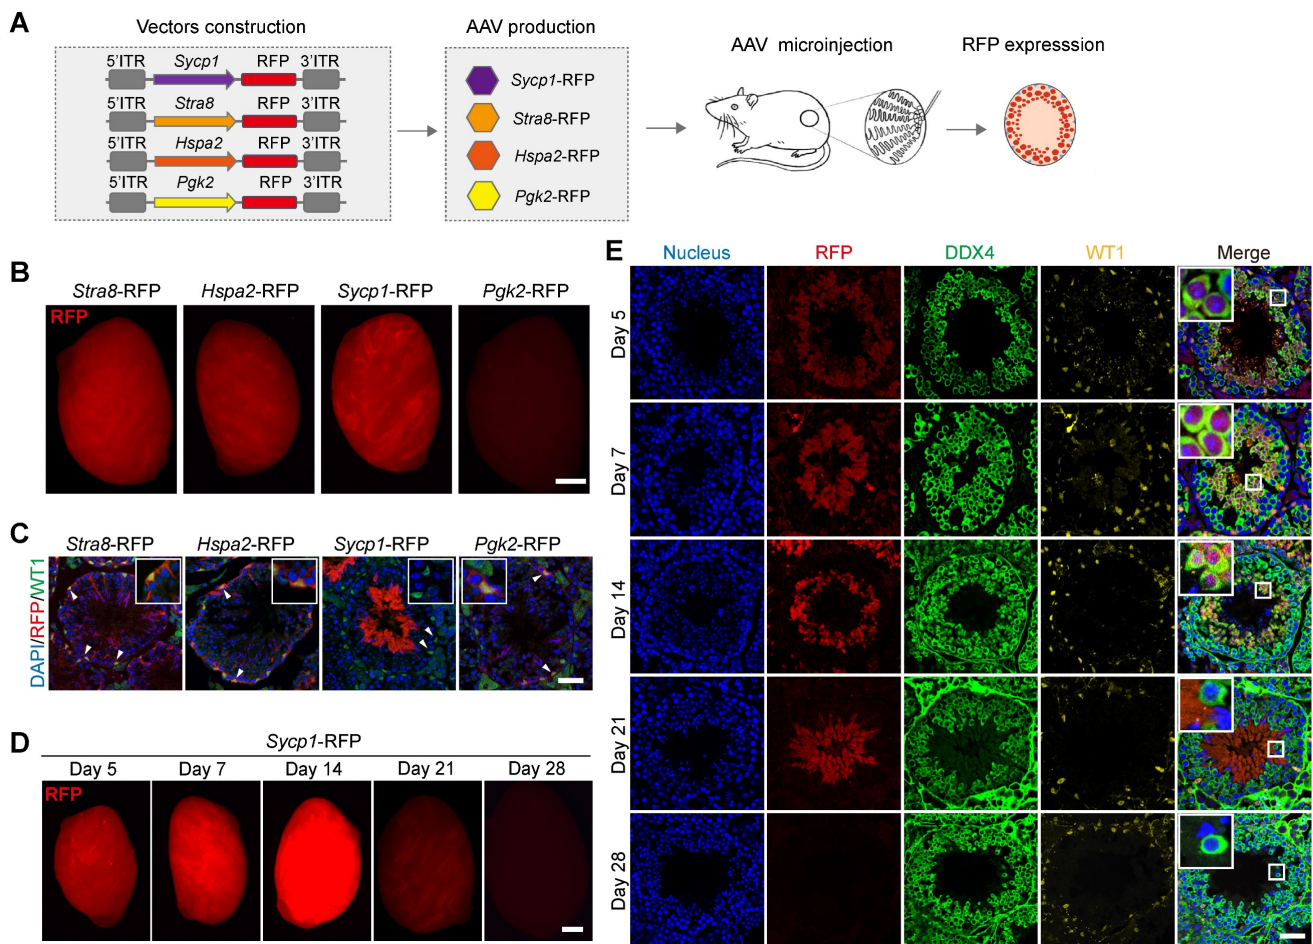 A
Vectors construction
AAV production
AAV microinjection
RFP expresssion
5'ITR Sycp1 RFP 3'ITR
5'ITR Stra8 RFP 3'ITR
5'ITR Hspa2 RFP 3'ITR
5'ITR Pgk2 RFP 3'ITR
Sycp1-RFP
Stra8-RFP
Hspa2-RFP
Pgk2-RFP
B
Stra8-RFP Hspa2-RFP Sycp1-RFP Pgk2-RFP
RFP
C
Stra8-RFP Hspa2-RFP Sycp1-RFP Pgk2-RFP
DAPI/RFP/WT1
D
Sycp1-RFP
Day 5 Day 7 Day 14 Day 21 Day 28
RFP
E
Nucleus RFP DDX4 WT1 Merge
Day 5
Day 7
Day 14
Day 21
Day 28